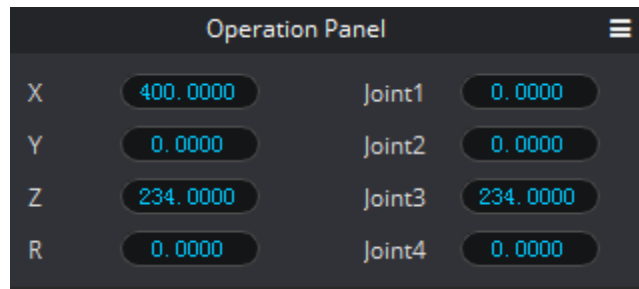 Operation Panel
X 400.0000 Joint1 0.0000
Y 0.0000 Joint2 0.0000
Z 234.0000 Joint3 234.0000
R 0.0000 Joint4 0.0000